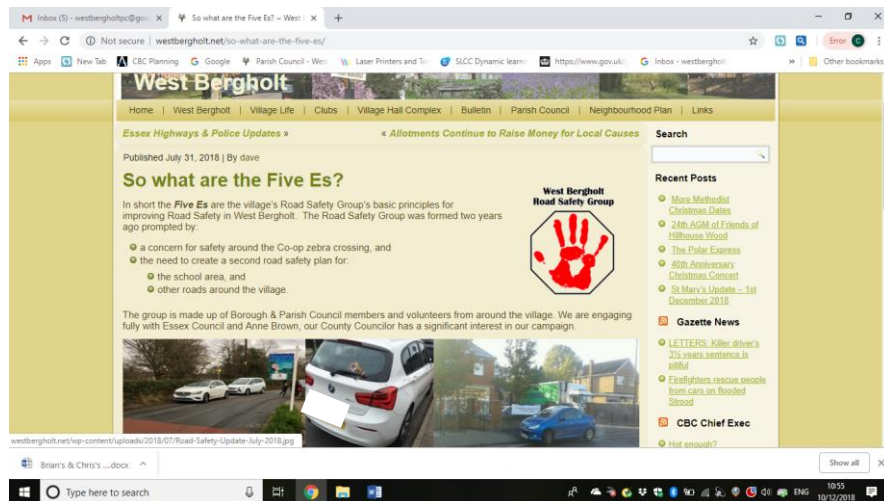 Inbox (5) - westbergholtpc@goo
So what are the Five Es? ~ West
Not secure | westbergholt.net/so-what-are-the-five-es/
Error
Apps New Tab CBC Planning Google Parish Council - Wes Laser Printers and To SLCC Dynamic learn https://www.gov.uk Inbox - westbergholt » Other bookmarks
West Bergholt
Home | West Bergholt | Village Life | Clubs | Village Hall Complex | Bulletin | Parish Council | Neighbourhood Plan | Links
Essex Highways & Police Updates »
« Allotments Continue to Raise Money for Local Causes
Published July 31, 2018 | By dave
So what are the Five Es?
In short the Five Es are the village's Road Safety Group's basic principles for
improving Road Safety in West Bergholt. The Road Safety Group was formed two years
ago prompted by:
a concern for safety around the Co-op zebra crossing, and
the need to create a second road safety plan for:
the school area, and
other roads around the village.
West Bergholt
Road Safety Group
The group is made up of Borough & Parish Council members and volunteers from around the village. We are engaging
fully with Essex Council and Anne Brown, our County Councilor has a significant interest in our campaign.
Search
Recent Posts
More Methodist
Christmas Dates
24th AGM of Friends of
Hillhouse Wood
The Polar Express
40th Anniversary
Christmas Concert
St Mary's Update – 1st
December 2018
Gazette News
LETTERS: Killer driver's
3½ years sentence is
pitiful
Firefighters rescue people
from cars on flooded
Strood
CBC Chief Exec
Hot enough?
westbergholt.net/wp-content/uploads/2018/07/Road-Safety-Update-July-2018.jpg
Brian's & Chris's ....docx
Show all
Type here to search
ENG
10:55
10/12/2018